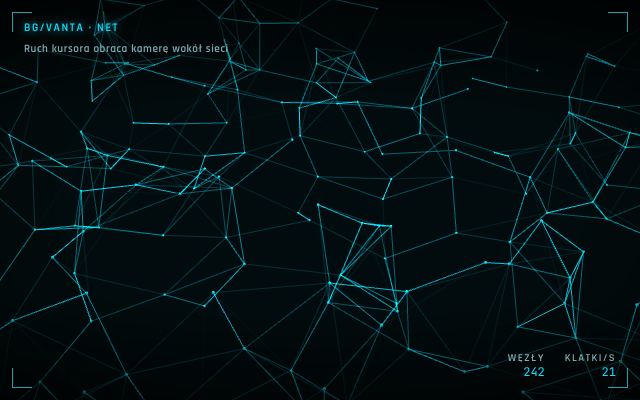 BG/VANTA · NET
Ruch kursora obraca kamerę wokół sieci
WĘZŁY KLATKI/S
242 21